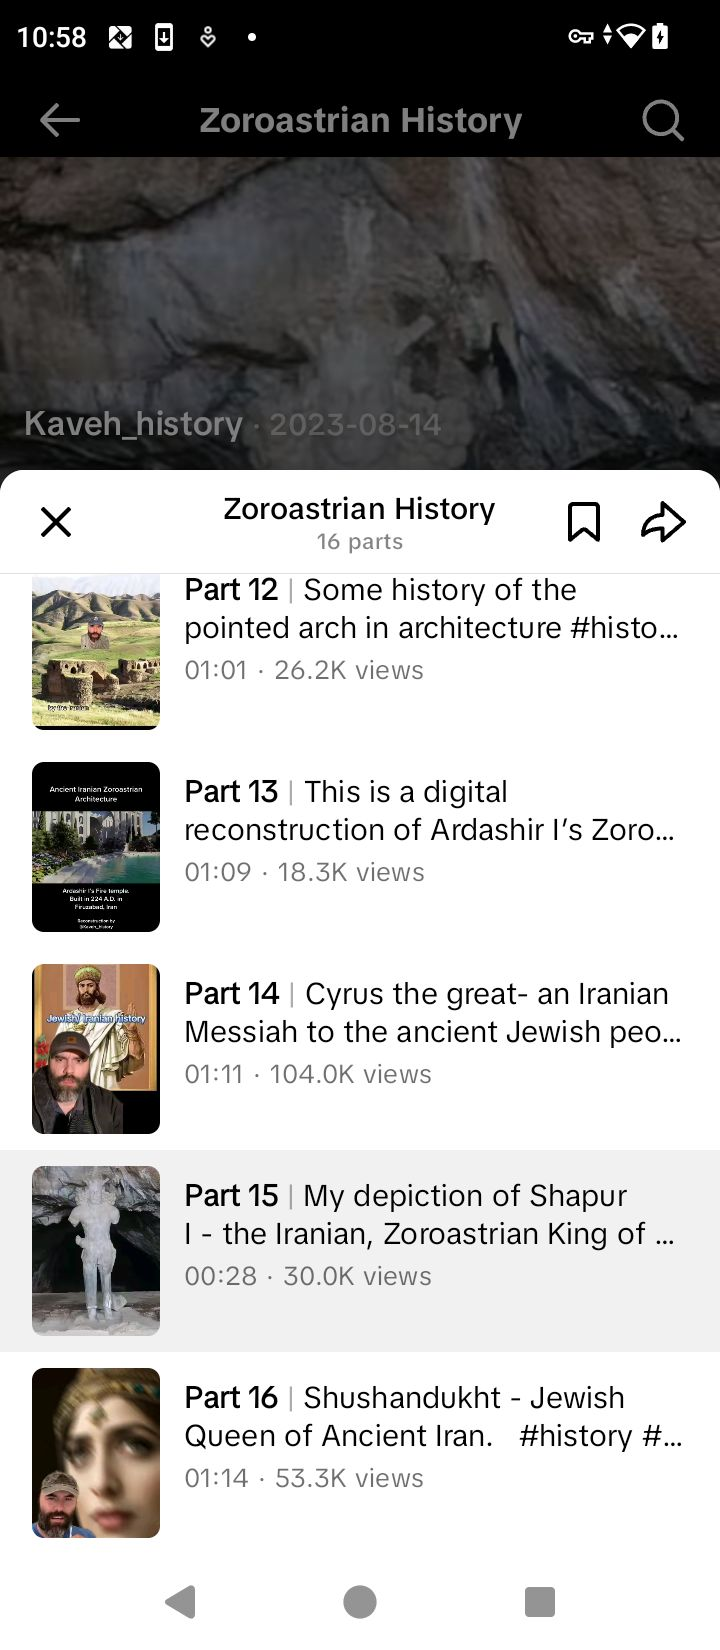 10:58
Zoroastrian History
Kaveh_history · 2023-08-14
Zoroastrian History
16 parts
Part 12 | Some history of the
pointed arch in architecture #histo...
01:01 · 26.2K views
by the Iranian
Part 13 | This is a digital
reconstruction of Ardashir I’s Zoro...
01:09 · 18.3K views
Ancient Iranian Zoroastrian
Architecture
Ardashir I's Fire temple.
Built in 224 A.D. in
Firuzabad, Iran
Reconstruction by
@Kaveh_history
Part 14 | Cyrus the great- an Iranian
Messiah to the ancient Jewish peo...
01:11 · 104.0K views
Jewish/ Iranian history
Part 15 | My depiction of Shapur
I - the Iranian, Zoroastrian King of ...
00:28 · 30.0K views
Part 16 | Shushandukht - Jewish
Queen of Ancient Iran. #history #...
01:14 · 53.3K views